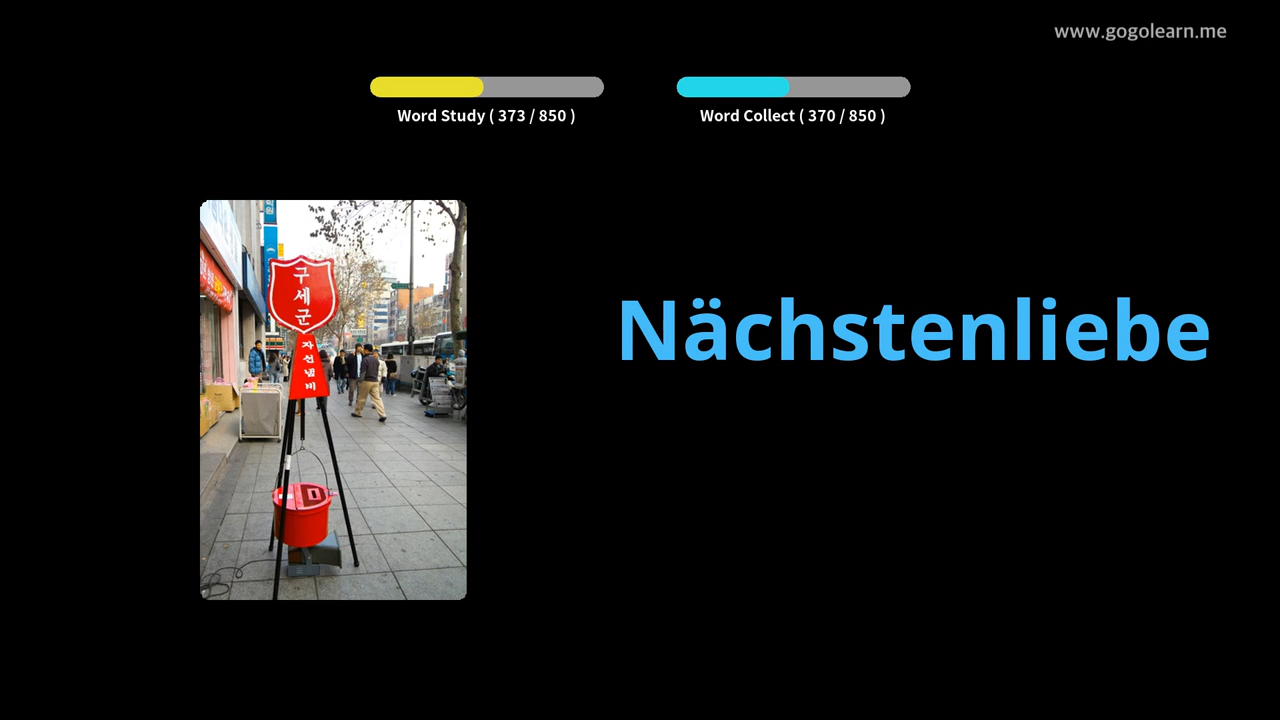 www.gogolearn.me
Word Study ( 373 / 850 )
Word Collect ( 370 / 850 )
구
세
군
자
선
냄
비
Nächstenliebe